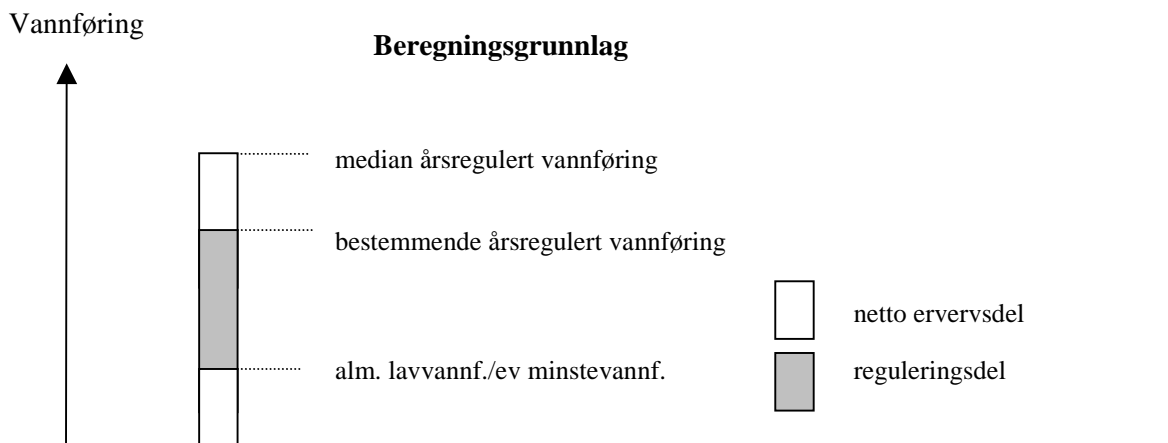 Vannføring
Beregningsgrunnlag
median årsregulert vannføring
bestemmende årsregulert vannføring
netto ervervsdel
alm. lavvannf./ev minstevannf.
reguleringsdel